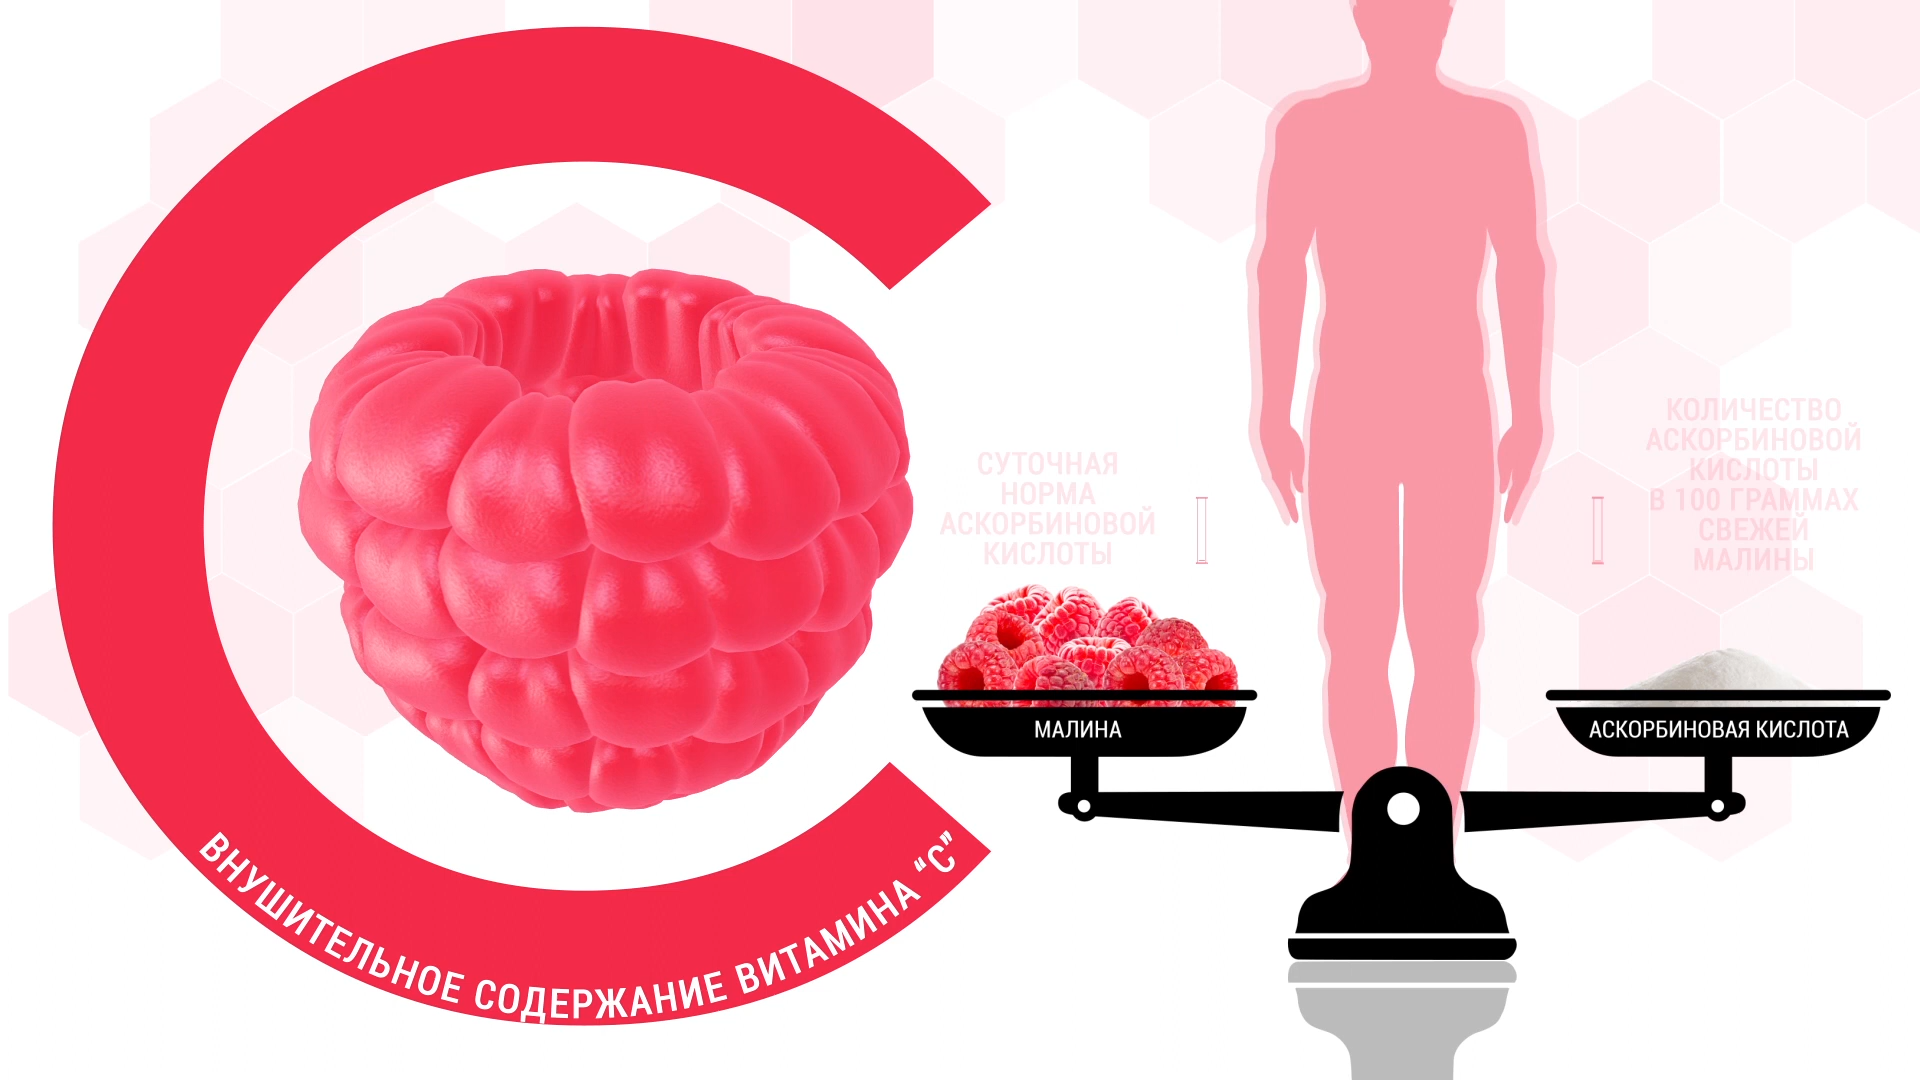 ВНУШИТЕЛЬНОЕ СОДЕРЖАНИЕ ВИТАМИНА “С”
СУТОЧНАЯ
НОРМА
АСКОРБИНОВОЙ
КИСЛОТЫ
КОЛИЧЕСТВО
АСКОРБИНОВОЙ
КИСЛОТЫ
В 100 ГРАММАХ
СВЕЖЕЙ
МАЛИНЫ
МАЛИНА
АСКОРБИНОВАЯ КИСЛОТА